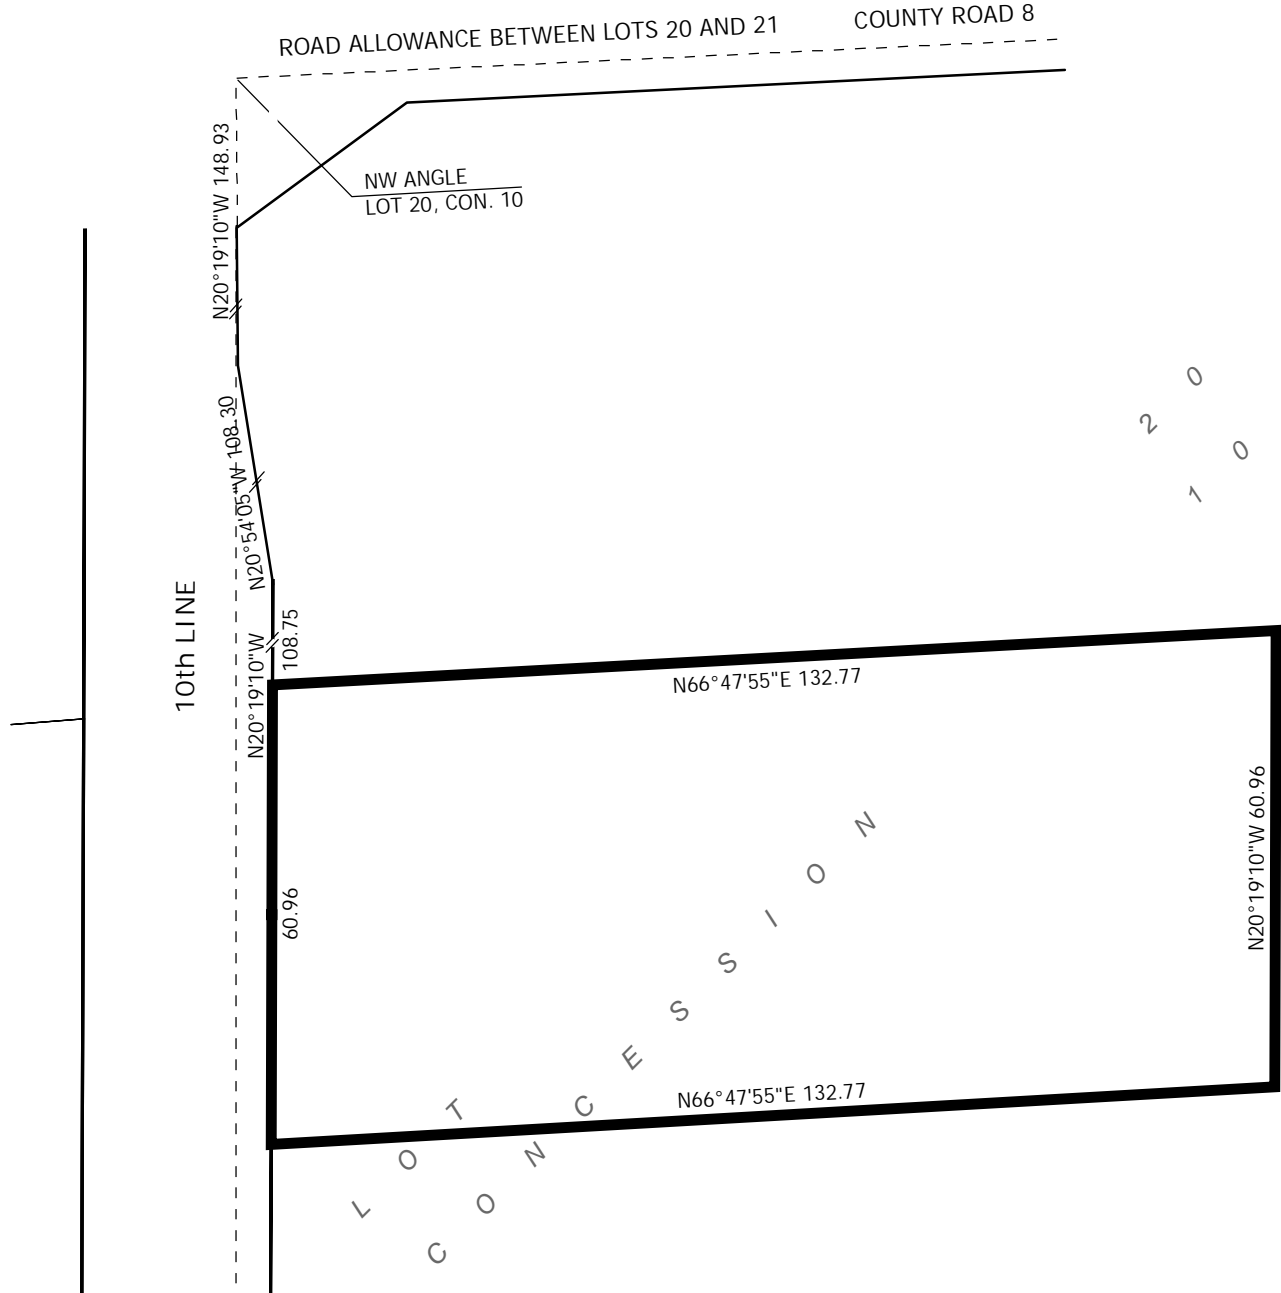 ROAD ALLOWANCE BETWEEN LOTS 20 AND 21
COUNTY ROAD 8
N20°19'10"W 148.93
NW ANGLE
LOT 20, CON. 10
N20°54'05"W 108.30
10th LINE
N20°19'10"W
108.75
N66°47'55"E 132.77
60.96
N20°19'10"W 60.96
N66°47'55"E 132.77
LOT 20
CONCESSION 10